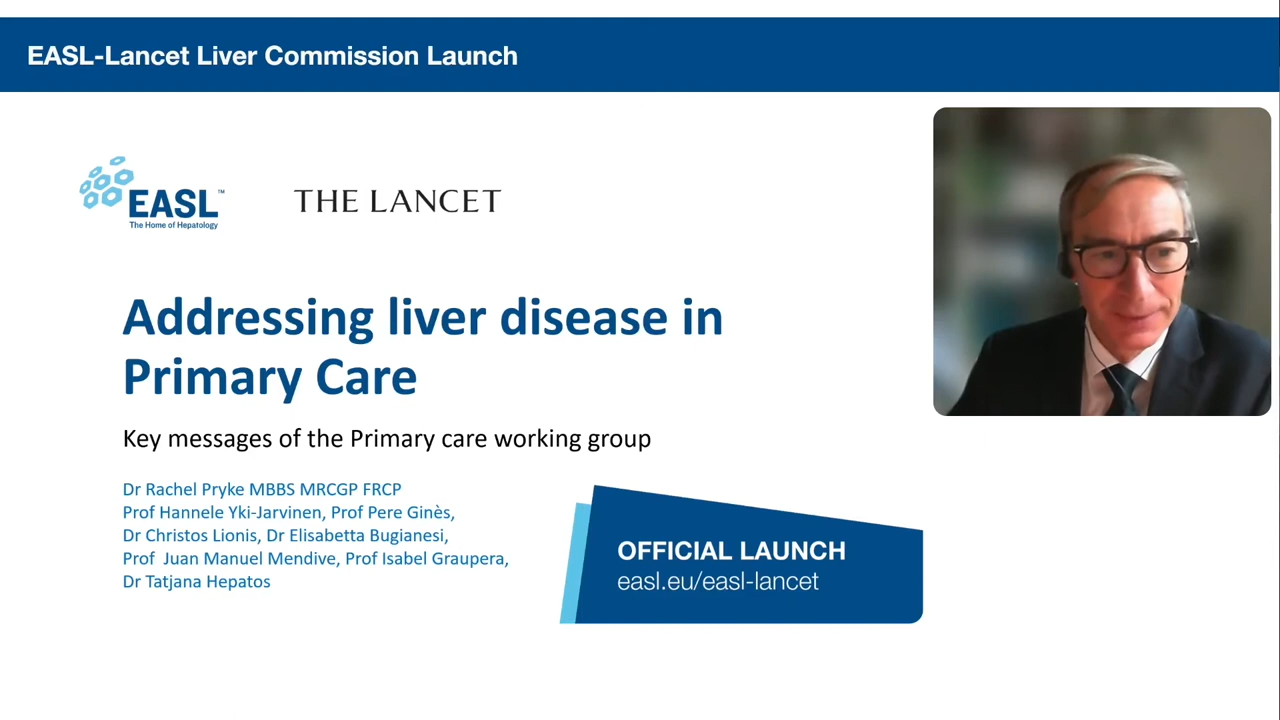 EASL-Lancet Liver Commission Launch
EASL™
The Home of Hepatology
THE LANCET
Addressing liver disease in
Primary Care
Key messages of the Primary care working group
Dr Rachel Pryke MBBS MRCGP FRCP
Prof Hannele Yki-Jarvinen, Prof Pere Ginès,
Dr Christos Lionis, Dr Elisabetta Bugianesi,
Prof  Juan Manuel Mendive, Prof Isabel Graupera,
Dr Tatjana Hepatos
OFFICIAL LAUNCH
easl.eu/easl-lancet